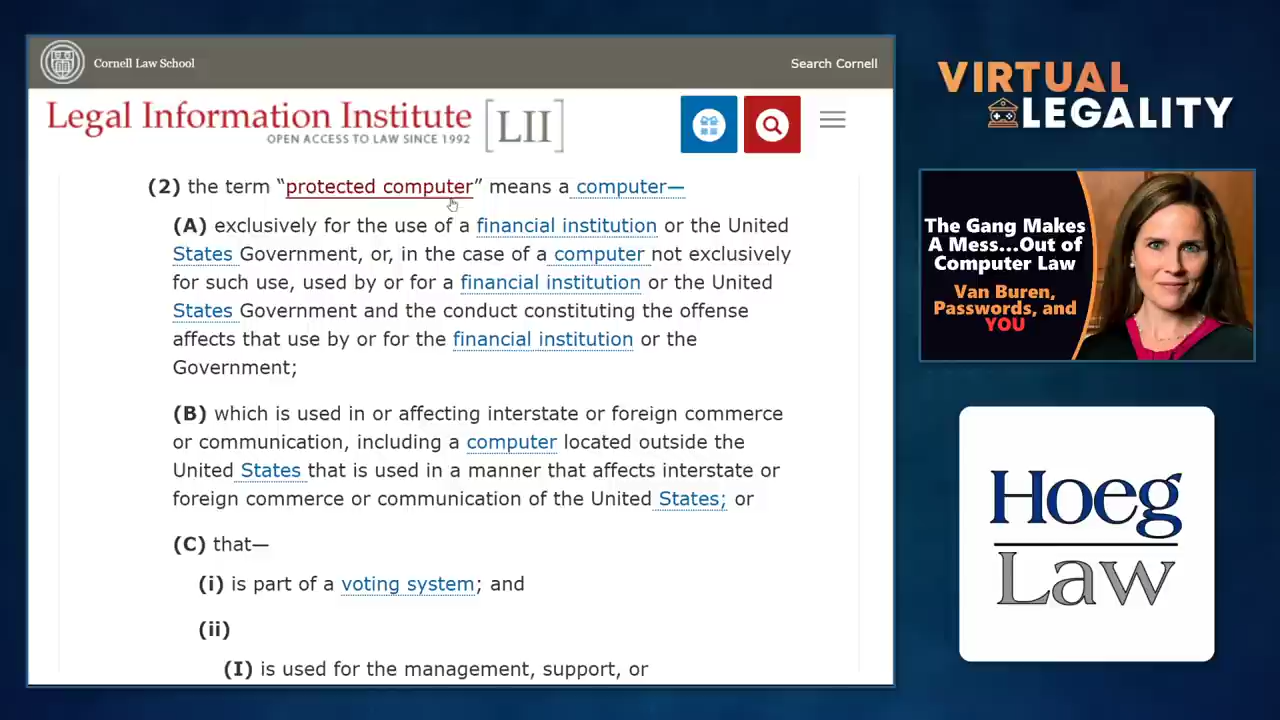 Cornell Law School
Search Cornell
Legal Information Institute [LII]
OPEN ACCESS TO LAW SINCE 1992
(2) the term “protected computer” means a computer—
(A) exclusively for the use of a financial institution or the United
States Government, or, in the case of a computer not exclusively
for such use, used by or for a financial institution or the United
States Government and the conduct constituting the offense
affects that use by or for the financial institution or the
Government;
(B) which is used in or affecting interstate or foreign commerce
or communication, including a computer located outside the
United States that is used in a manner that affects interstate or
foreign commerce or communication of the United States; or
(C) that—
(i) is part of a voting system; and
(ii)
(I) is used for the management, support, or
VIRTUAL
LEGALITY
The Gang Makes
A Mess...Out of
Computer Law
Van Buren,
Passwords, and
YOU
Hoeg
Law